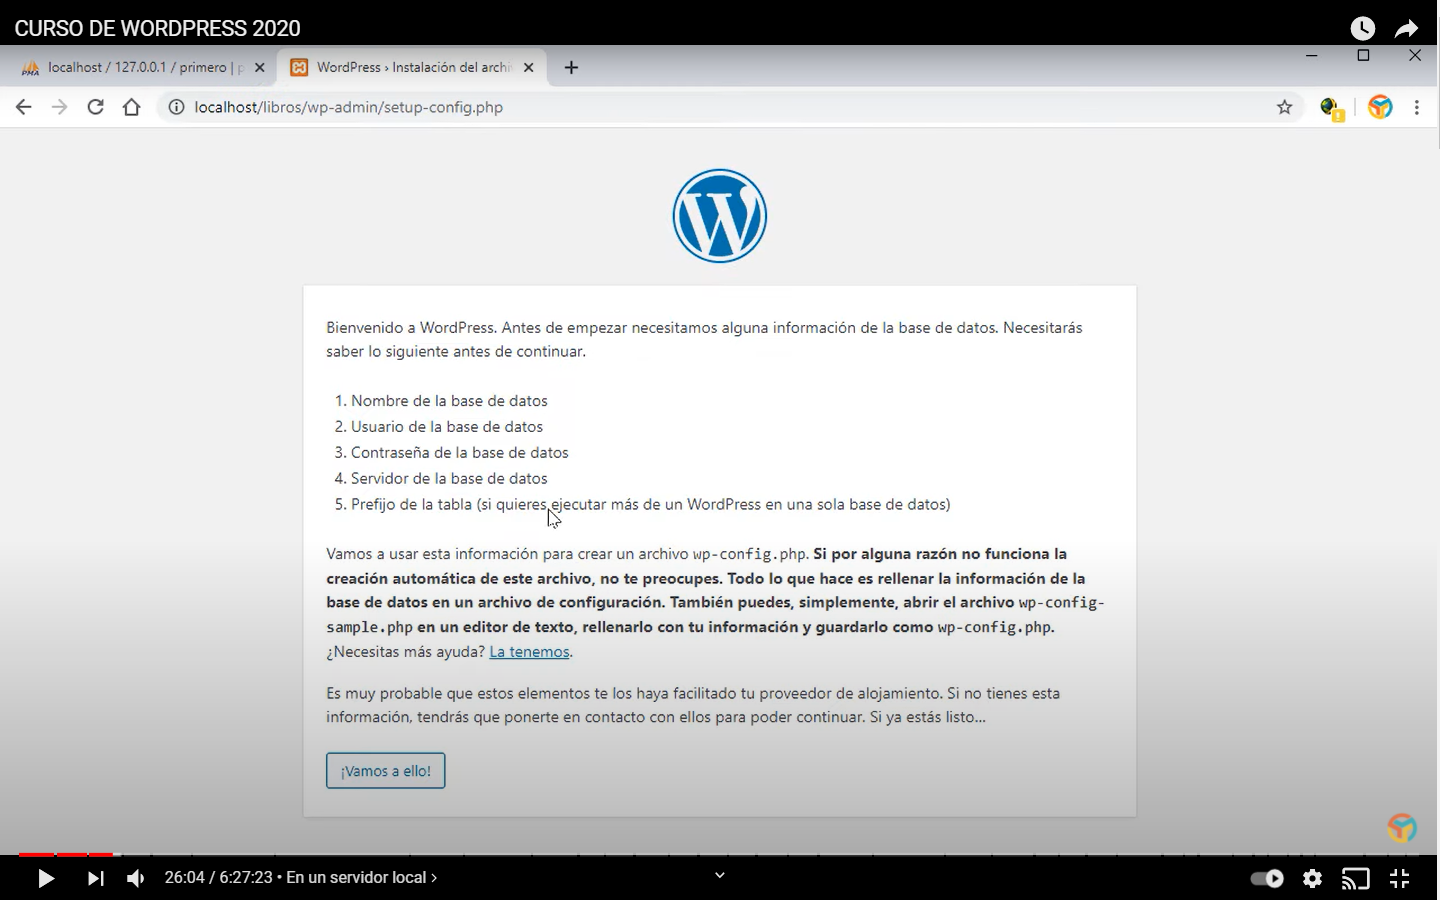 CURSO DE WORDPRESS 2020
localhost / 127.0.0.1 / primero | p
WordPress › Instalación del archi
localhost/libros/wp-admin/setup-config.php
Bienvenido a WordPress. Antes de empezar necesitamos alguna información de la base de datos. Necesitarás
saber lo siguiente antes de continuar.
1. Nombre de la base de datos
2. Usuario de la base de datos
3. Contraseña de la base de datos
4. Servidor de la base de datos
5. Prefijo de la tabla (si quieres ejecutar más de un WordPress en una sola base de datos)
Vamos a usar esta información para crear un archivo wp-config.php. Si por alguna razón no funciona la
creación automática de este archivo, no te preocupes. Todo lo que hace es rellenar la información de la
base de datos en un archivo de configuración. También puedes, simplemente, abrir el archivo wp-config-
sample.php en un editor de texto, rellenarlo con tu información y guardarlo como wp-config.php.
¿Necesitas más ayuda? La tenemos.
Es muy probable que estos elementos te los haya facilitado tu proveedor de alojamiento. Si no tienes esta
información, tendrás que ponerte en contacto con ellos para poder continuar. Si ya estás listo...
¡Vamos a ello!
26:04 / 6:27:23 • En un servidor local ›